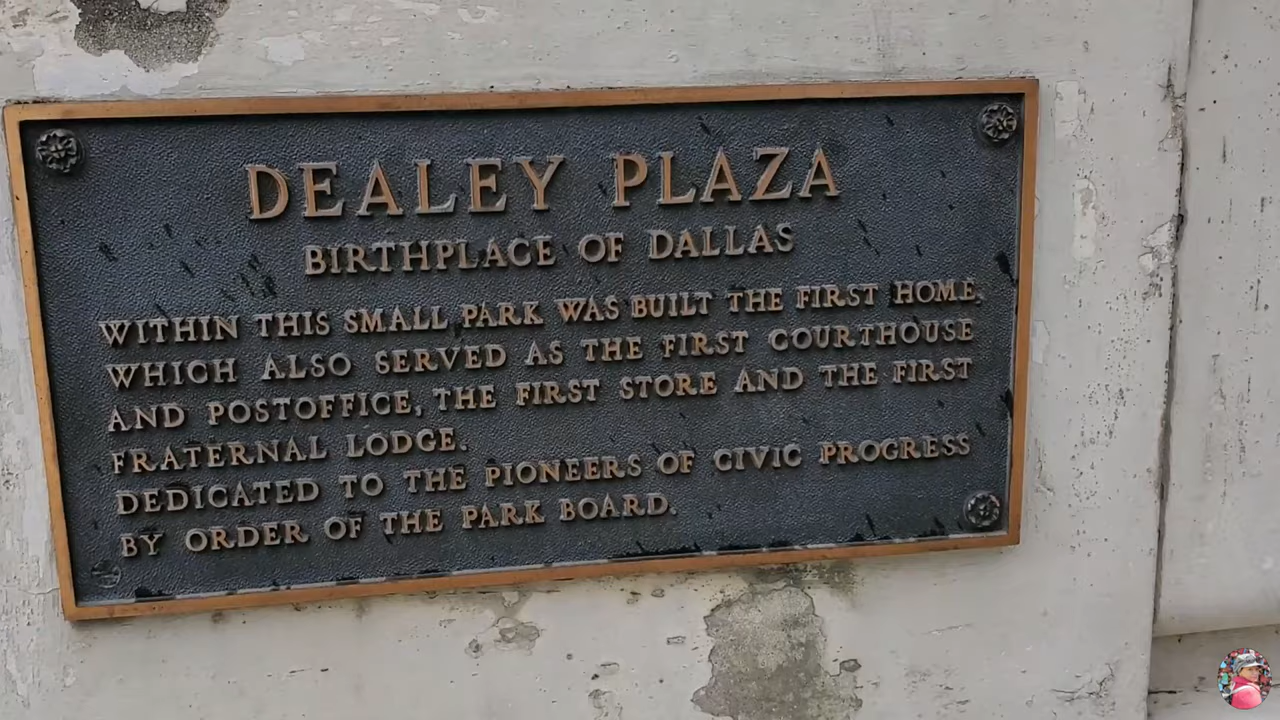 DEALEY PLAZA
BIRTHPLACE OF DALLAS
WITHIN THIS SMALL PARK WAS BUILT THE FIRST HOME,
WHICH ALSO SERVED AS THE FIRST COURTHOUSE
AND POSTOFFICE, THE FIRST STORE AND THE FIRST
FRATERNAL LODGE.
DEDICATED TO THE PIONEERS OF CIVIC PROGRESS
BY ORDER OF THE PARK BOARD.